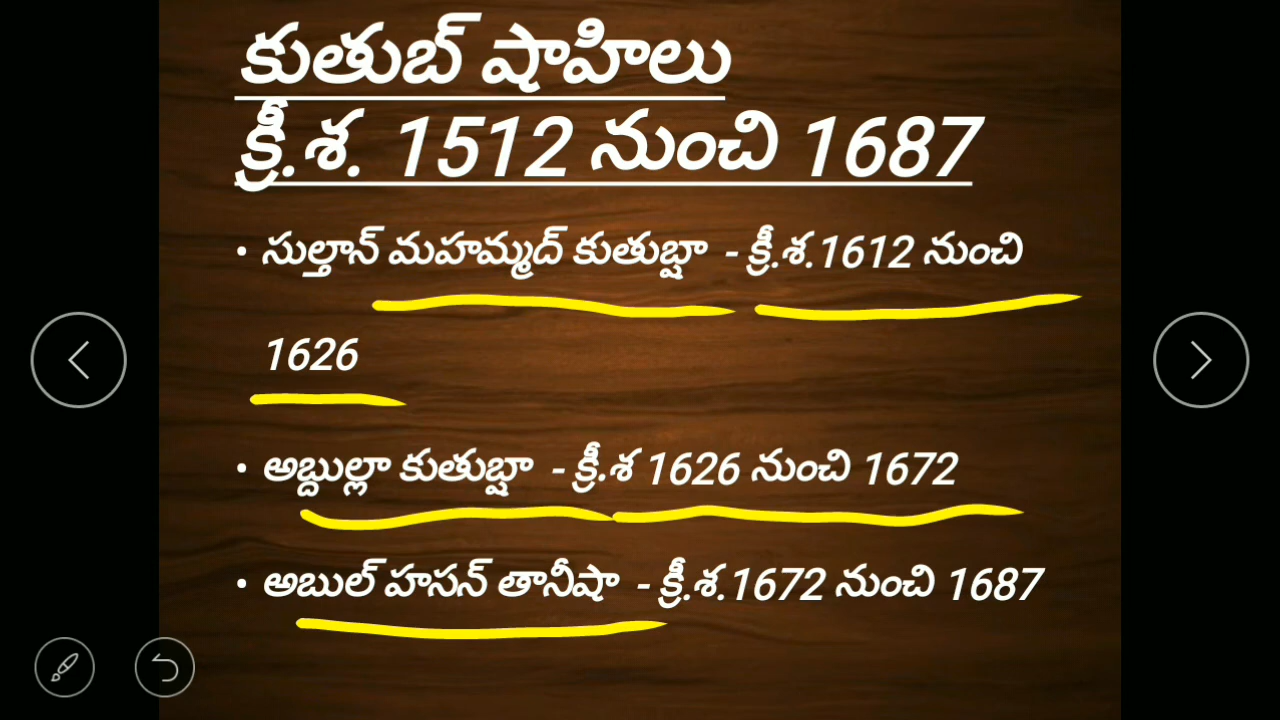 కుతుబ్ షాహిలు
క్రీ.శ. 1512 నుంచి 1687
• సుల్తాన్ మహమ్మద్ కుతుబ్షా - క్రీ.శ.1612 నుంచి
1626
• అబ్దుల్లా కుతుబ్షా - క్రీ.శ 1626 నుంచి 1672
• అబుల్ హసన్ తానీషా - క్రీ.శ.1672 నుంచి 1687